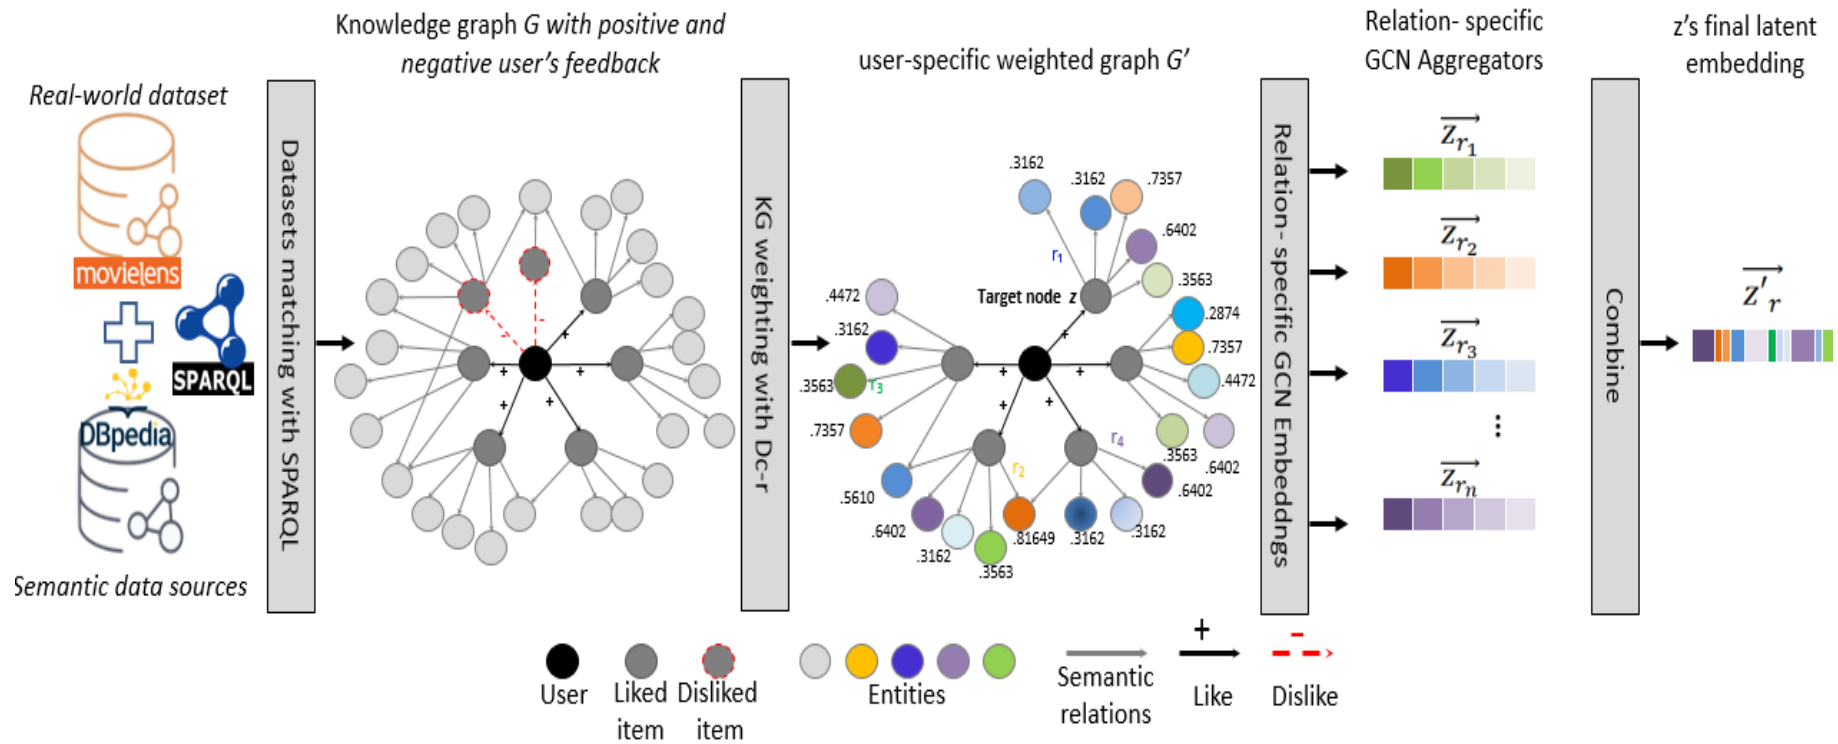 Knowledge graph G with positive and
negative user's feedback
user-specific weighted graph G’
Relation- specific
GCN Aggregators
z's final latent
embedding
Real-world dataset
movielens
SPARQL
DBpedia
Semantic data sources
Datasets matching with SPARQL
+
+
+
+
+
-
-
KG weighting with Dc-r
.3162
.3162
.7357
.6402
.3563
r1
Target node z
.4472
.3162
.3563
r3
.7357
.2874
.7357
.4472
.3563
.6402
+
+
+
+
+
r4
r2
.5610
.6402
.3162
.3563
.81649
.3162
.3162
.6402
Relation- specific GCN Embeddngs
Zr1
Zr2
Zr3
⋮
Zrn
Combine
Z′r
+
-
User
Liked
item
Disliked
item
Entities
Semantic
relations
Like
Dislike